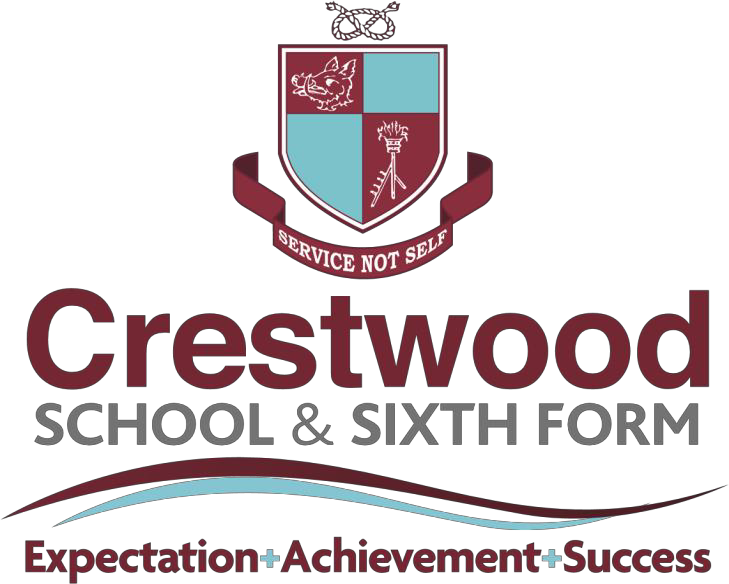 SERVICE NOT SELF
Crestwood
SCHOOL & SIXTH FORM
Expectation+Achievement+Success